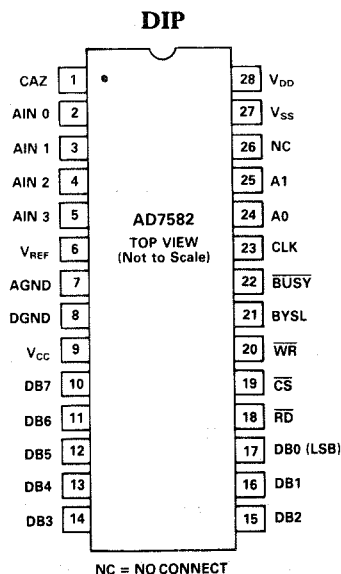 DIP
CAZ 1 28 VDD
AIN 0 2 27 VSS
AIN 1 3 26 NC
AIN 2 4 25 A1
AIN 3 5 24 A0
AD7582
TOP VIEW
(Not to Scale)
VREF 6 23 CLK
AGND 7 22 BUSY
DGND 8 21 BYSL
VCC 9 20 WR
DB7 10 19 CS
DB6 11 18 RD
DB5 12 17 DB0 (LSB)
DB4 13 16 DB1
DB3 14 15 DB2
NC = NO CONNECT